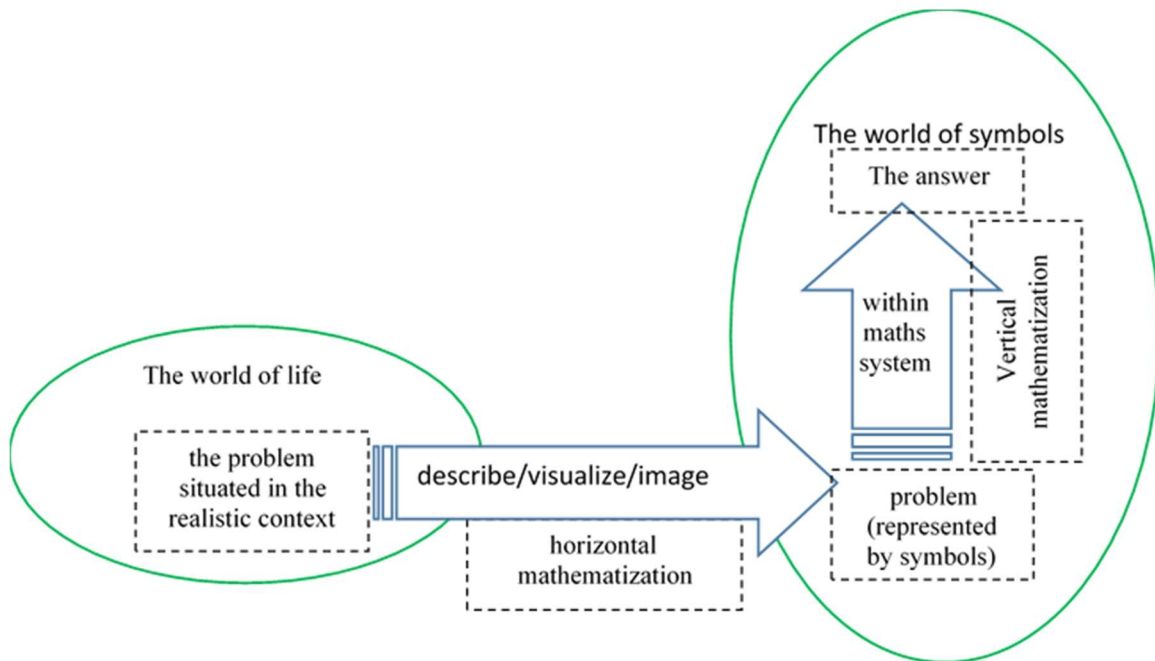 The world of life
the problem
situated in the
realistic context
describe/visualize/image
horizontal
mathematization
The world of symbols
The answer
within
maths
system
Vertical
mathematization
problem
(represented
by symbols)